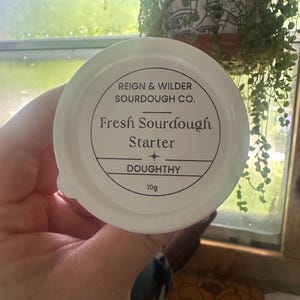 REIGN & WILDER
SOURDOUGH CO.
Fresh Sourdough
Starter
DOUGHTHY
10g